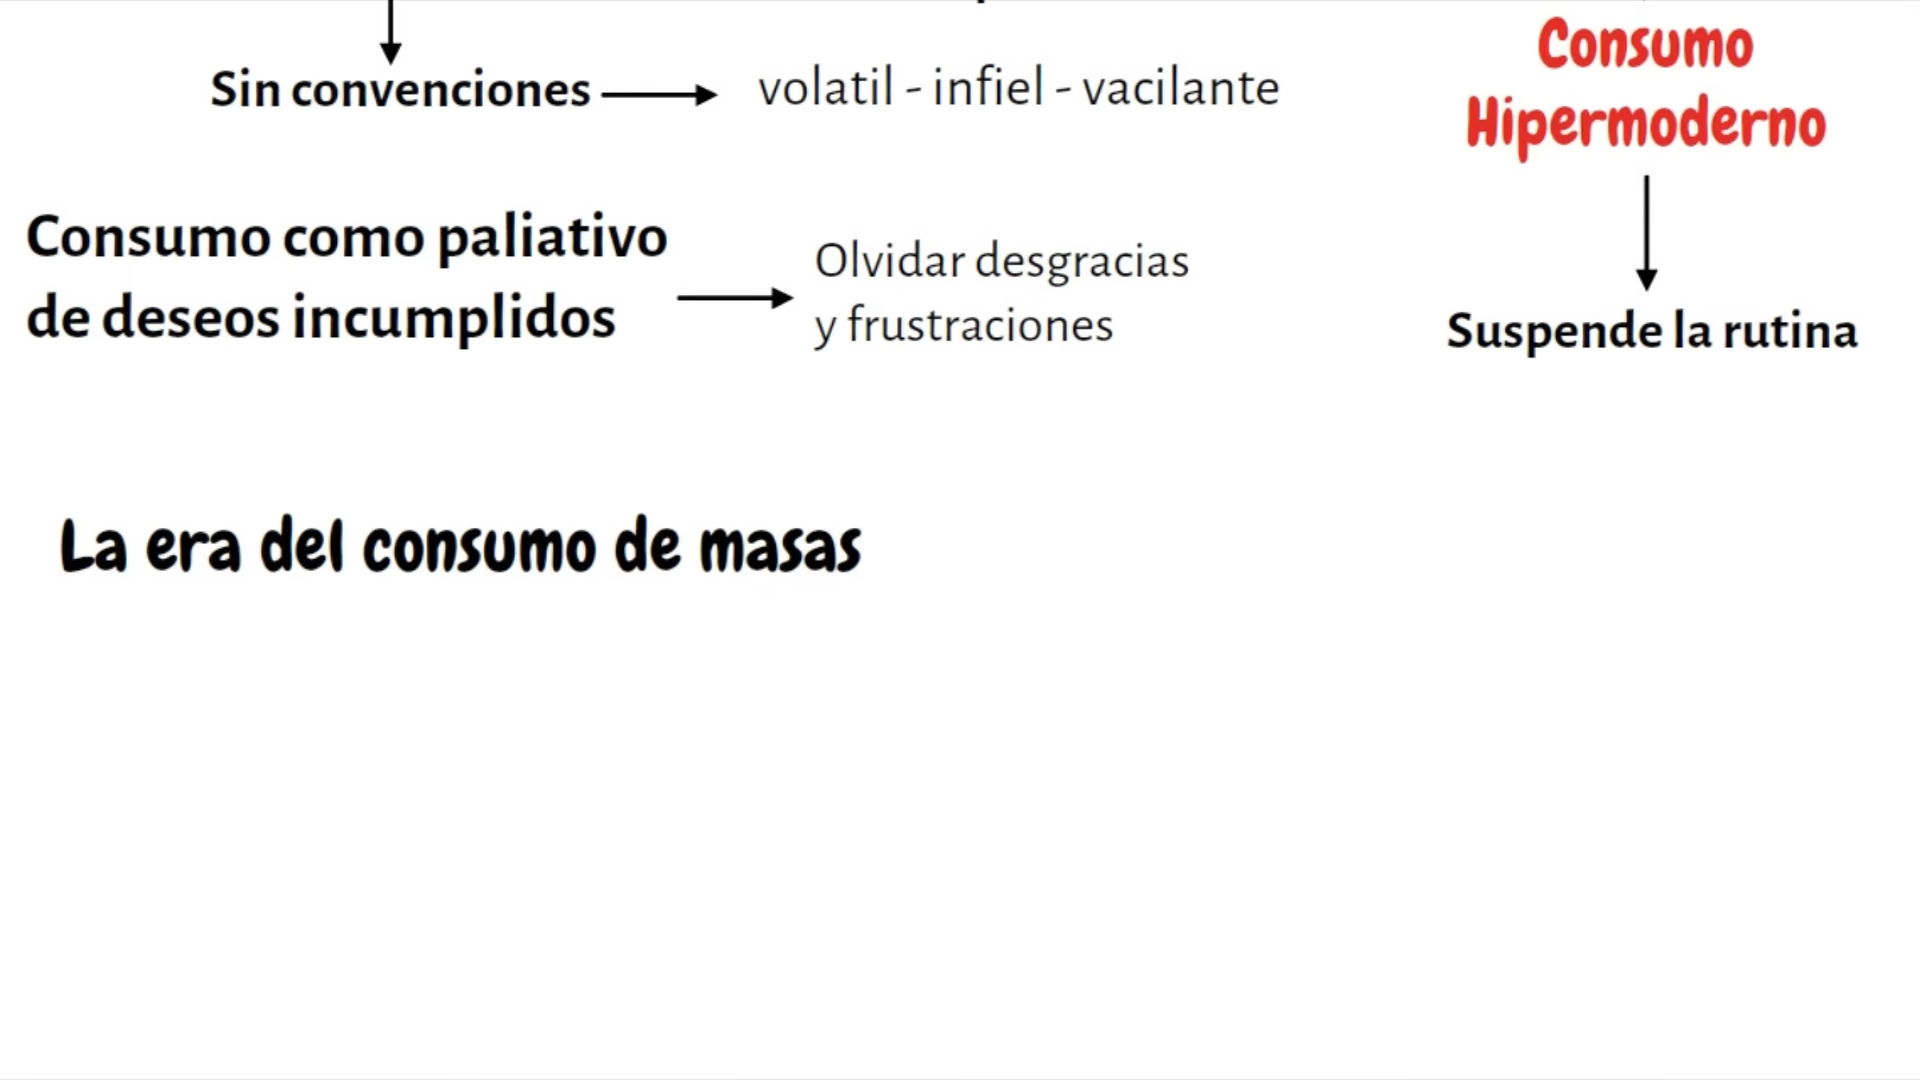 Sin convenciones
volatil - infiel - vacilante
Consumo
Hipermoderno
Consumo como paliativo
de deseos incumplidos
Olvidar desgracias
y frustraciones
Suspende la rutina
La era del consumo de masas